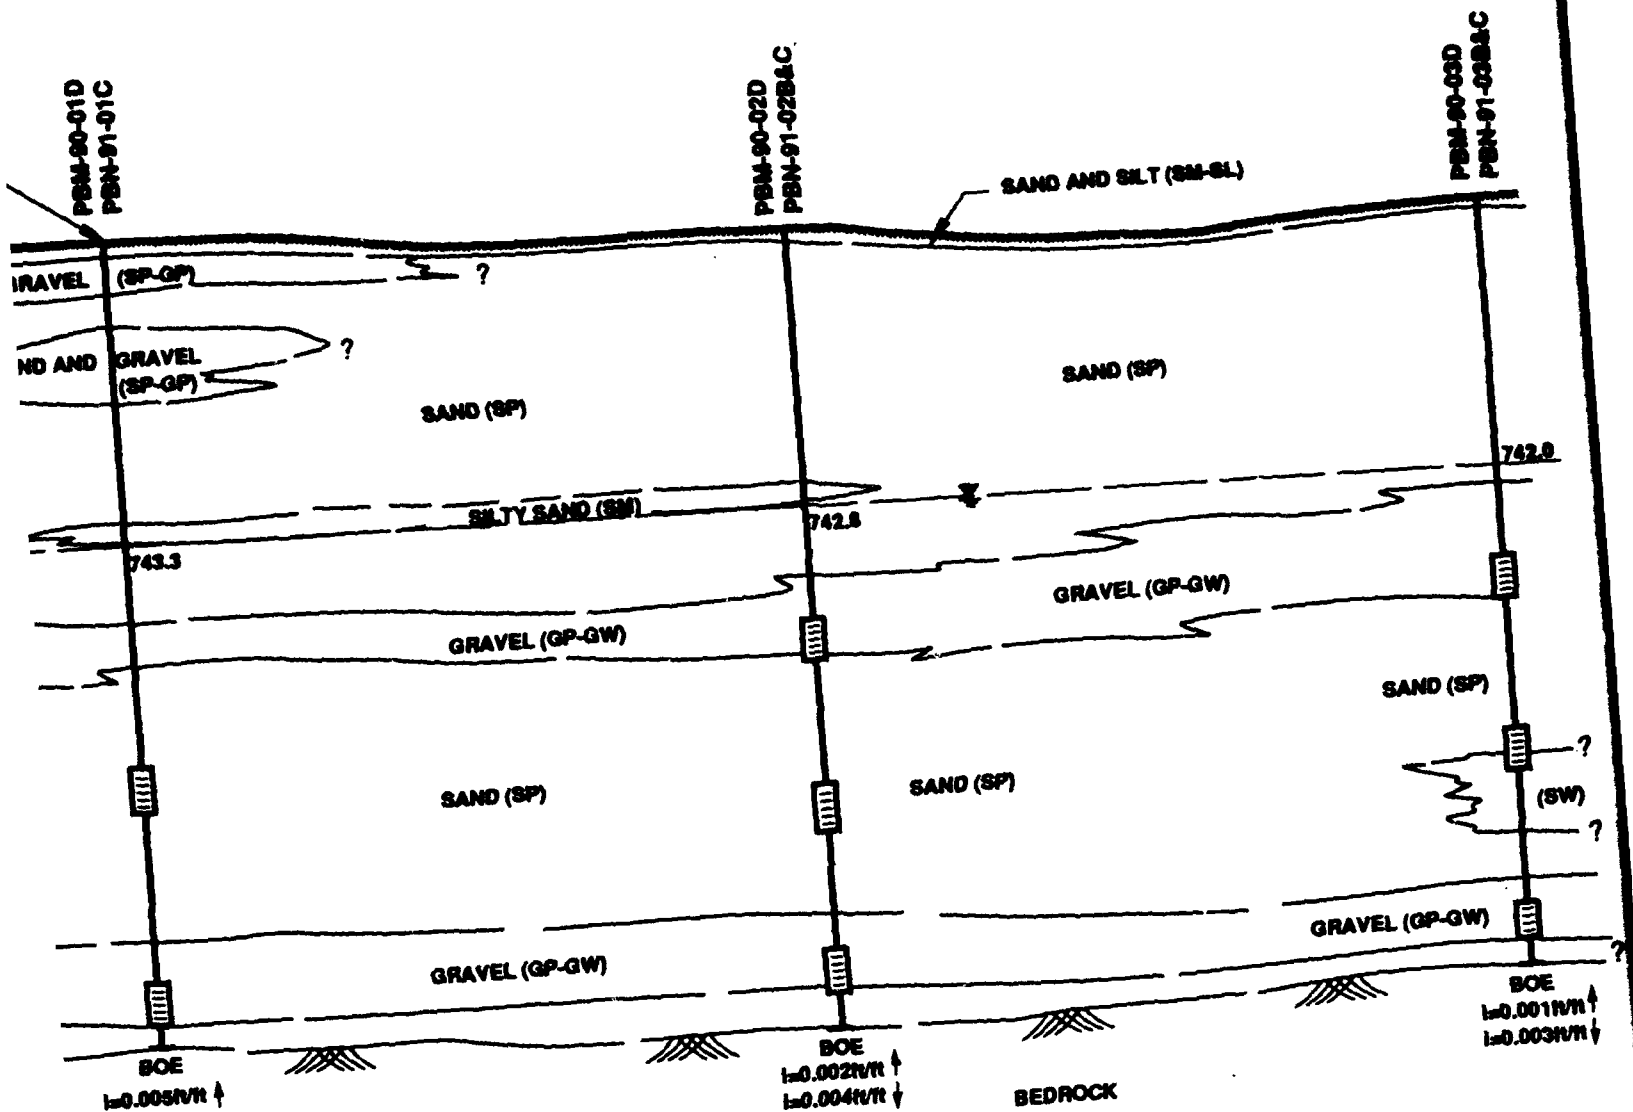 PBM-90-01D
PBN-91-01C
PBM-90-02D
PBN-91-02B&C
PBM-90-03D
PBN-91-03B&C
SAND AND SILT (SM-SL)
GRAVEL (SP-GP)
?
ND AND GRAVEL
(SP-GP)
?
SAND (SP)
SAND (SP)
742.0
SILTY SAND (SM)
742.8
743.3
GRAVEL (GP-GW)
GRAVEL (GP-GW)
SAND (SP)
?
SAND (SP)
SAND (SP)
(SW)
?
GRAVEL (GP-GW)
GRAVEL (GP-GW)
?
BOE
I=0.001ft/ft ↑
I=0.003ft/ft ↓
BOE
I=0.002ft/ft ↑
I=0.004ft/ft ↓
BOE
I=0.005ft/ft ↑
BEDROCK